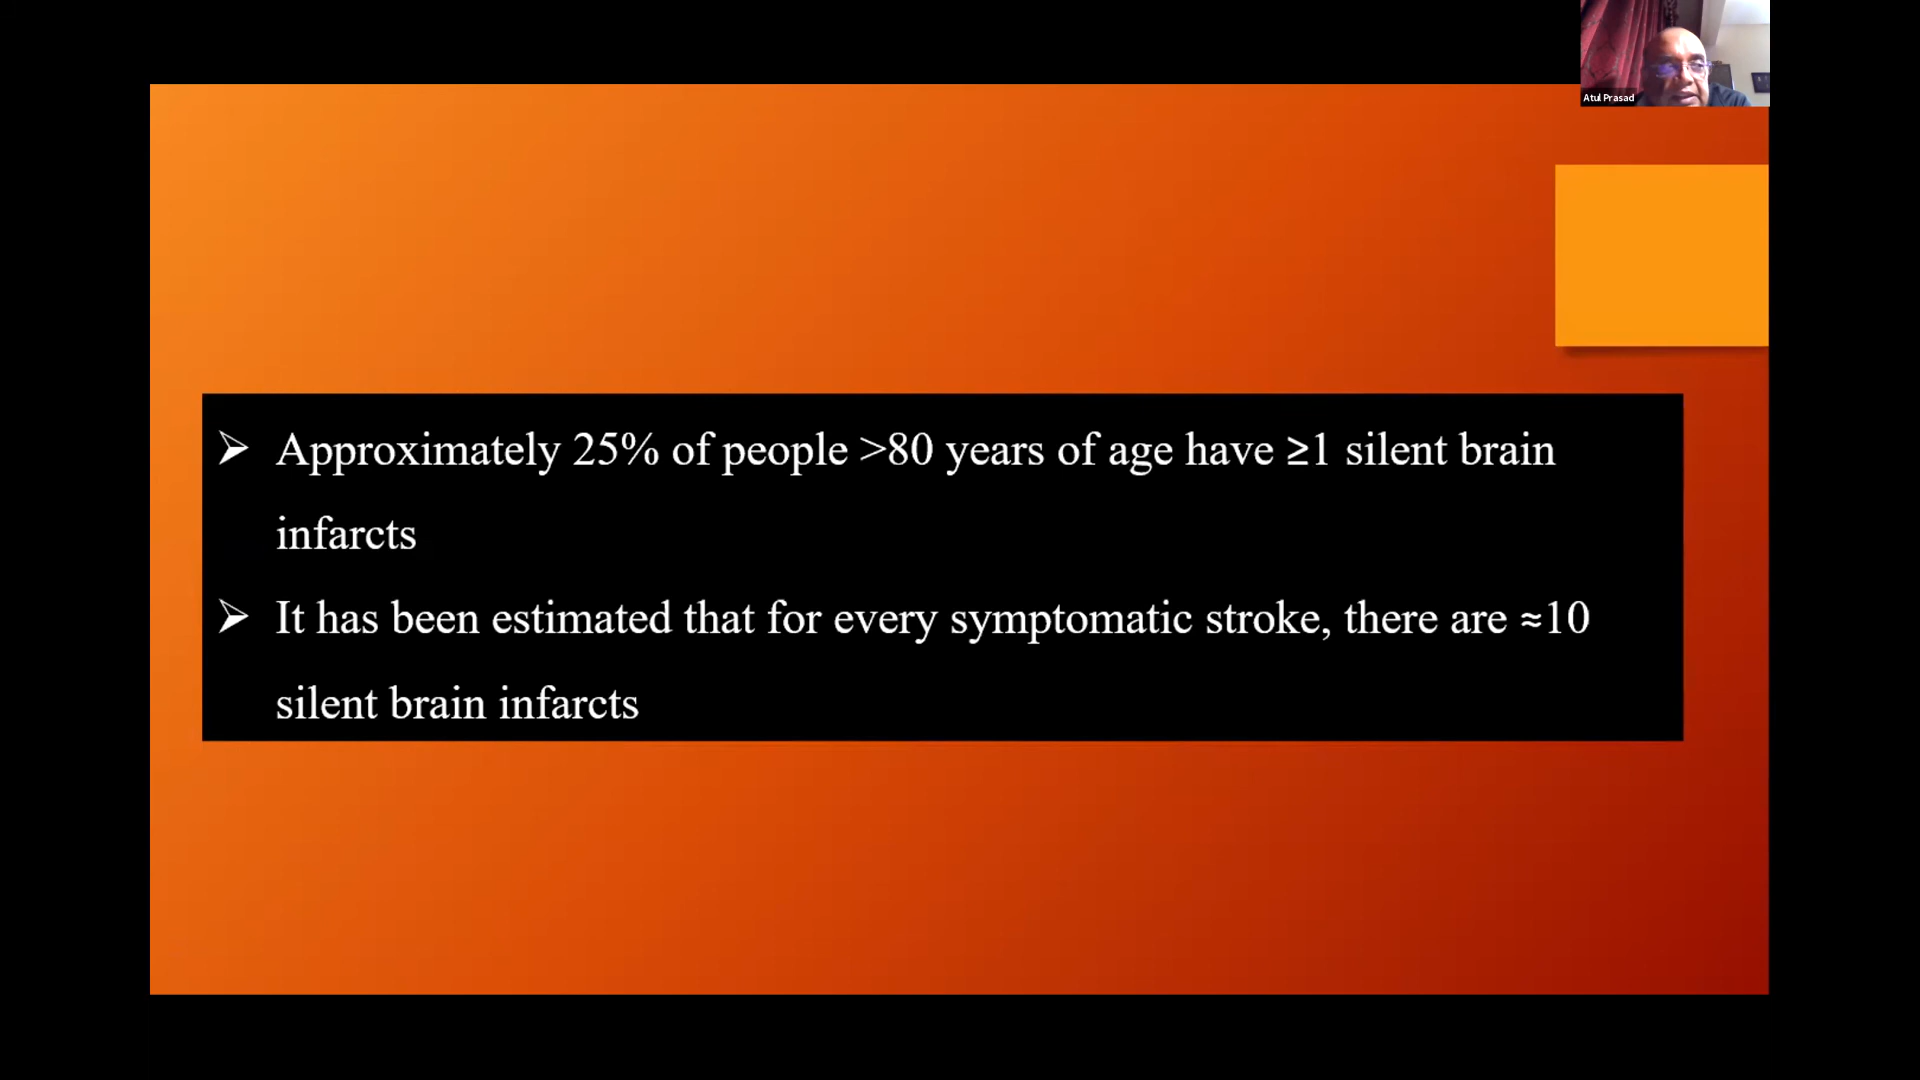 Atul Prasad
➢ Approximately 25% of people >80 years of age have ≥1 silent brain
infarcts
➢ It has been estimated that for every symptomatic stroke, there are ≈10
silent brain infarcts